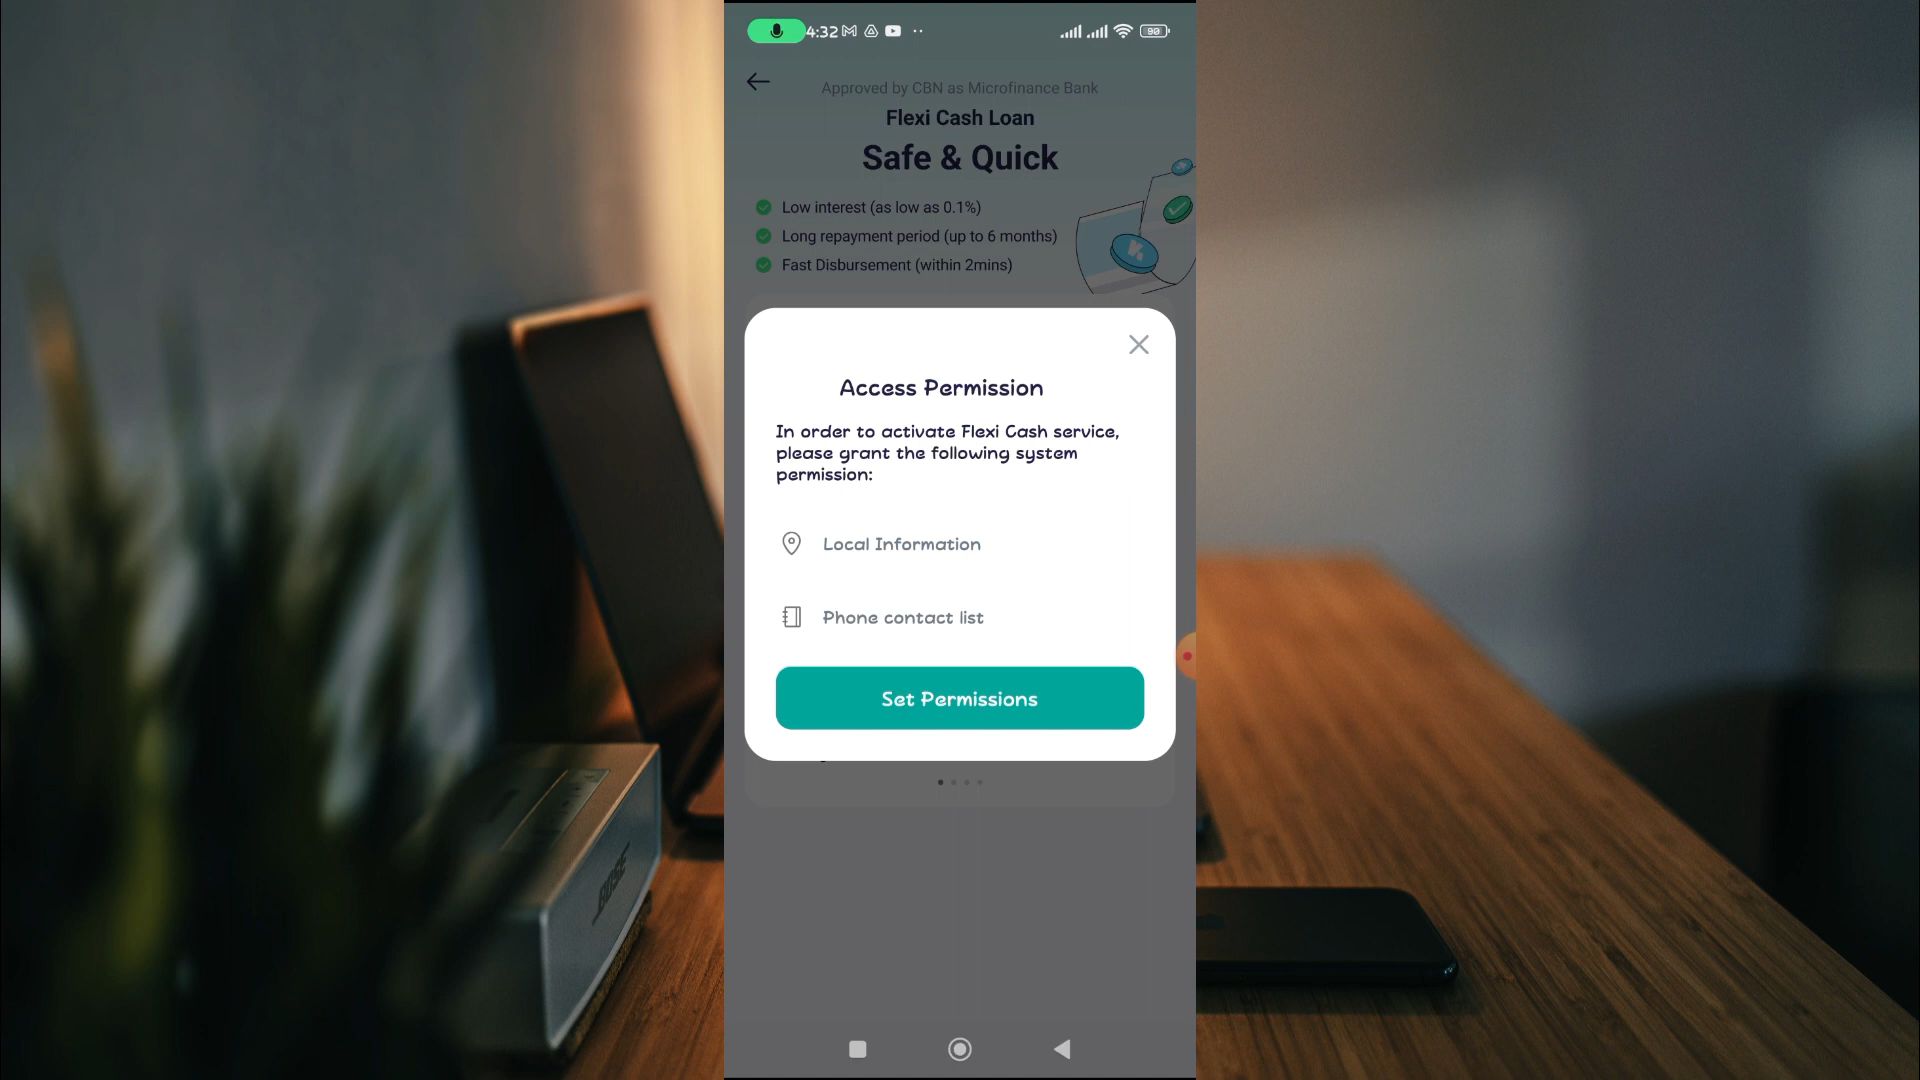 4:32
90
Approved by CBN as Microfinance Bank
Flexi Cash Loan
Safe & Quick
Low interest (as low as 0.1%)
Long repayment period (up to 6 months)
Fast Disbursement (within 2mins)
Access Permission
In order to activate Flexi Cash service,
please grant the following system
permission:
Local Information
Phone contact list
Set Permissions
BOSE